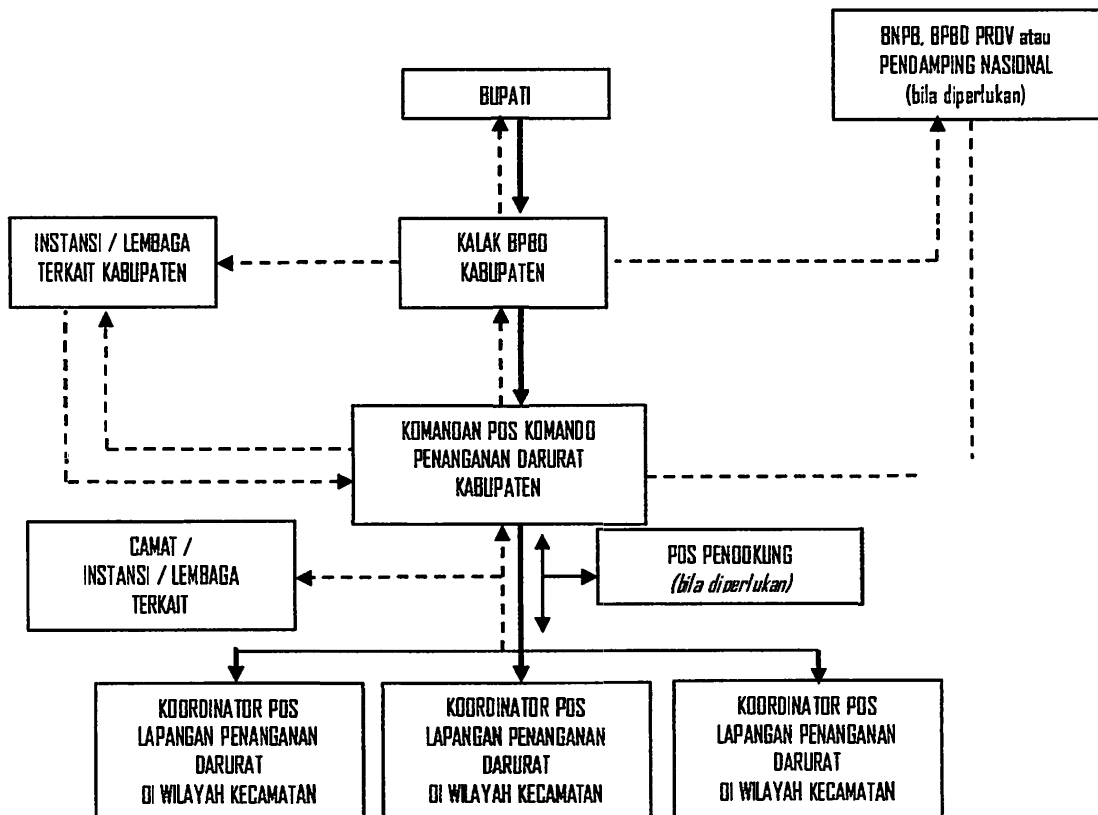 BNPB, BPBD PROV atau
PENDAMPING NASIONAL
(bila diperlukan)
BUPATI
INSTANSI / LEMBAGA
TERKAIT KABUPATEN
KALAK BPBD
KABUPATEN
KOMANDAN POS KOMANDO
PENANGANAN DARURAT
KABUPATEN
CAMAT /
INSTANSI / LEMBAGA
TERKAIT
POS PENDOKUNG
(bila diperlukan)
KOORDINATOR POS
LAPANGAN PENANGANAN
DARURAT
DI WILAYAH KECAMATAN
KOORDINATOR POS
LAPANGAN PENANGANAN
DARURAT
DI WILAYAH KECAMATAN
KOORDINATOR POS
LAPANGAN PENANGANAN
DARURAT
DI WILAYAH KECAMATAN